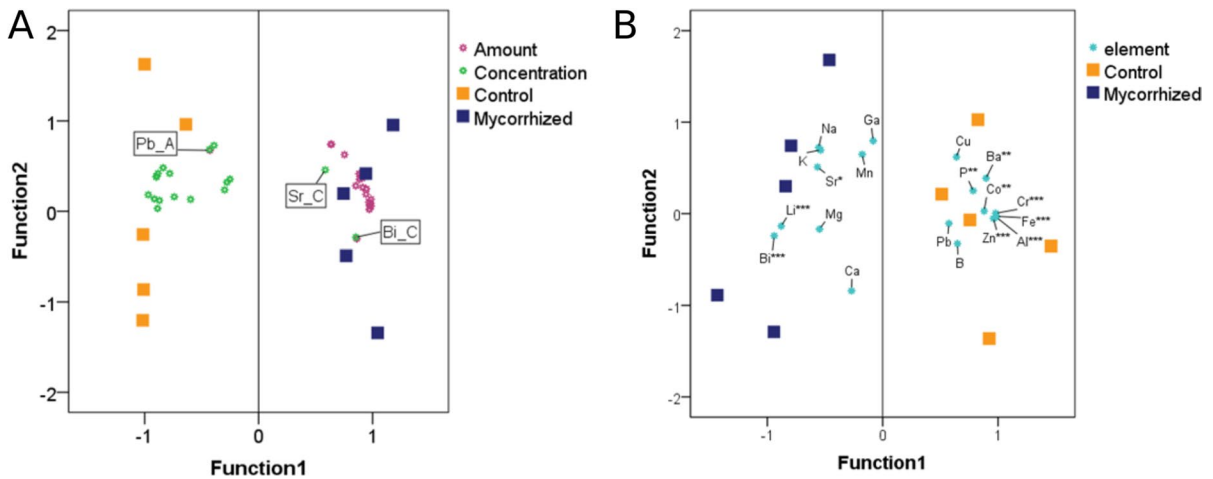 A
Function2
2
1
0
-1
-2
Pb_A
Sr_C
Bi_C
-1 0 1
Function1
Amount
Concentration
Control
Mycorrhized
B
Function2
2
1
0
-1
-2
Na
Ga
K
Mn
Sr*
Li***
Mg
Bi***
Ca
Cu
Ba**
P**
Co**
Cr***
Fe***
Zn***
Al***
Pb
B
-1 0 1
Function1
element
Control
Mycorrhized